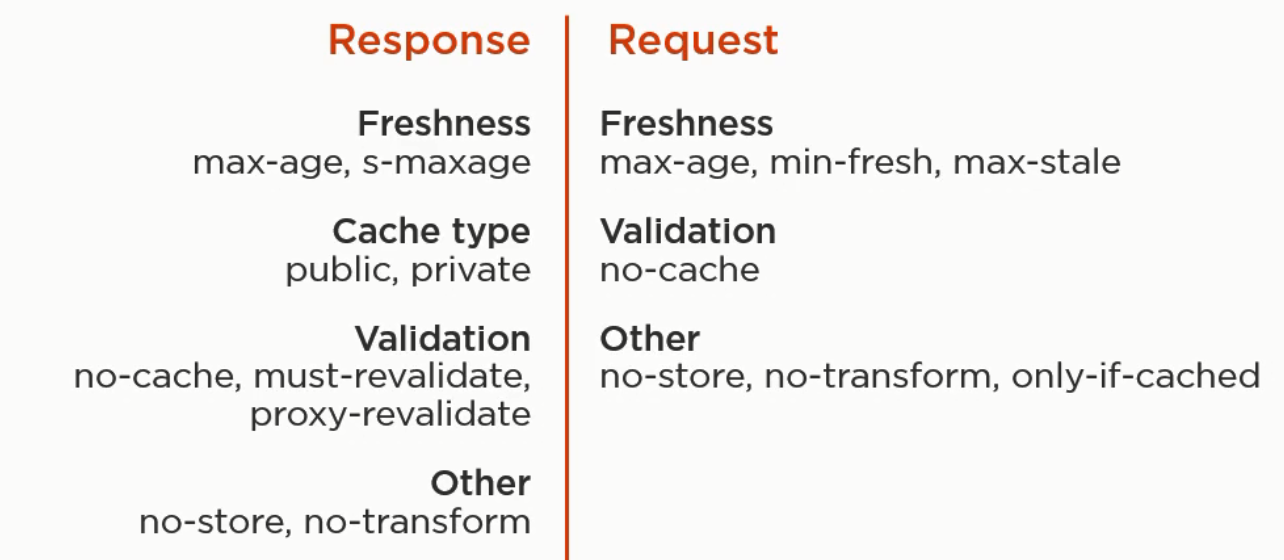 Response
Freshness
max-age, s-maxage
Cache type
public, private
Validation
no-cache, must-revalidate,
proxy-revalidate
Other
no-store, no-transform
Request
Freshness
max-age, min-fresh, max-stale
Validation
no-cache
Other
no-store, no-transform, only-if-cached